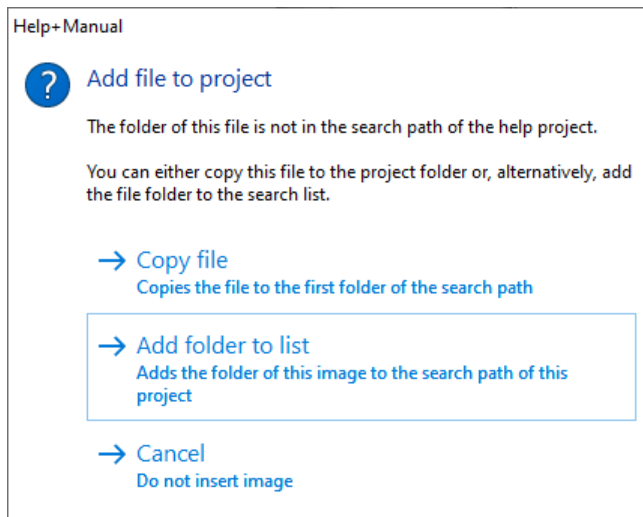 Help+Manual
Add file to project
The folder of this file is not in the search path of the help project.
You can either copy this file to the project folder or, alternatively, add
the file folder to the search list.
Copy file
Copies the file to the first folder of the search path
Add folder to list
Adds the folder of this image to the search path of this
project
Cancel
Do not insert image